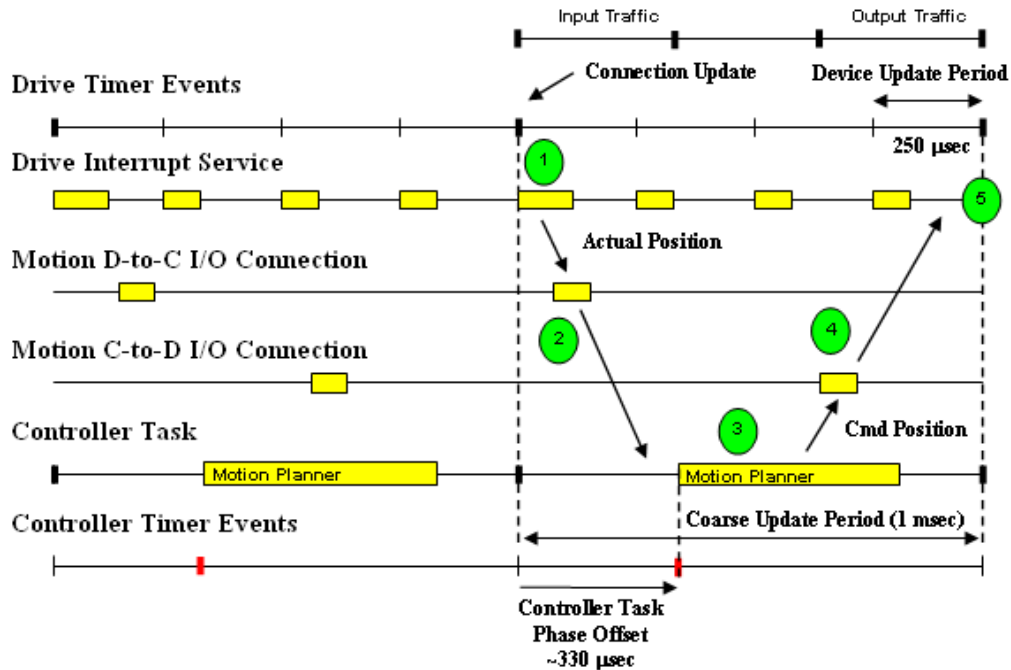 Input Traffic
Output Traffic
Connection Update
Device Update Period
Drive Timer Events
250 µsec
Drive Interrupt Service
1
5
Actual Position
Motion D-to-C I/O Connection
2
4
Motion C-to-D I/O Connection
3
Cmd Position
Controller Task
Motion Planner
Motion Planner
Controller Timer Events
Coarse Update Period (1 msec)
Controller Task
Phase Offset
~330 µsec